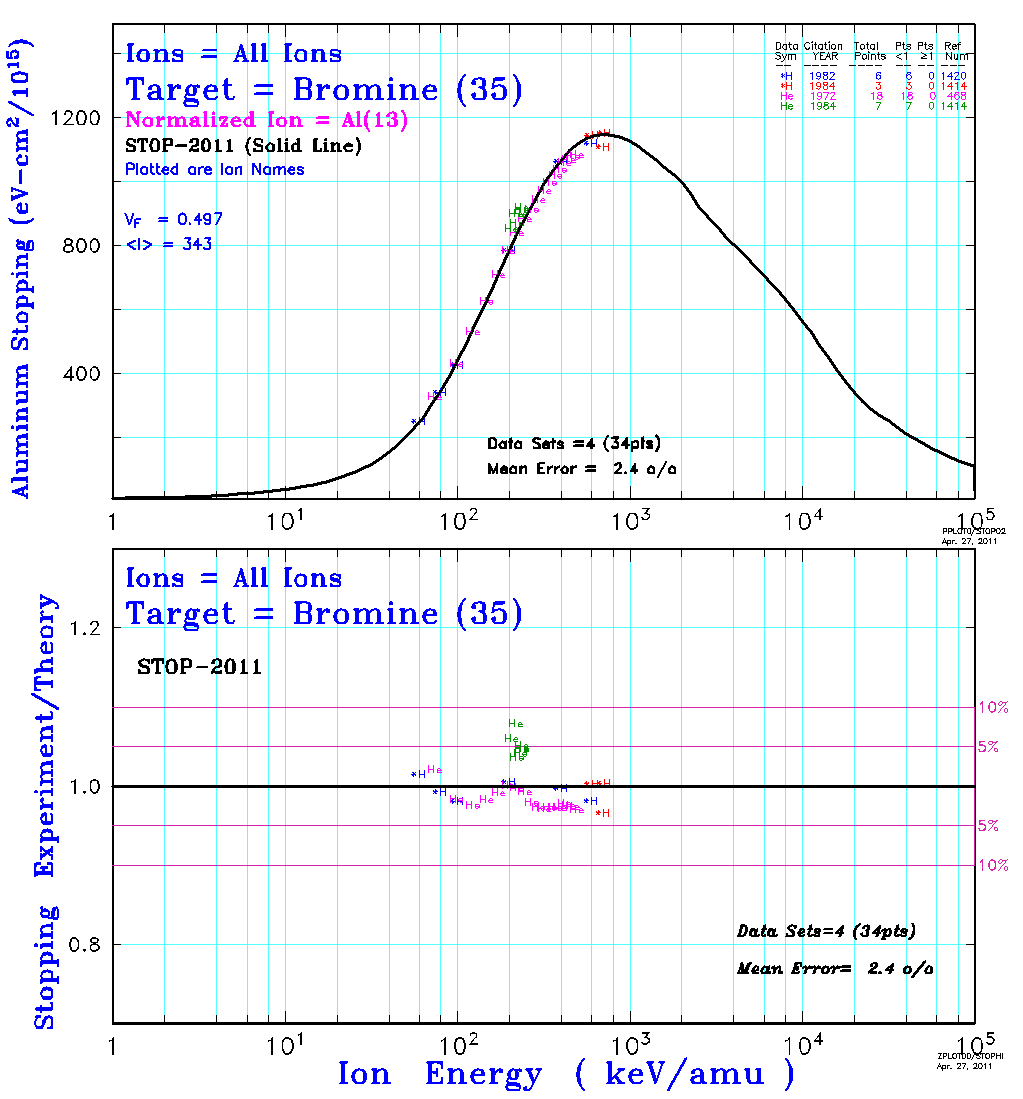 Ions = All Ions
Target = Bromine (35)
Normalized Ion = Al(13)
STOP-2011 (Solid Line)
Plotted are Ion Names
VF = 0.497
<I> = 343
Data Citation Total Pts Pts Ref
Sym YEAR Points <1 ≥1 Num
*H 1982 6 6 0 1420
*H 1984 3 3 0 1414
He 1972 18 18 0 468
He 1984 7 7 0 1414
Aluminum Stopping (eV-cm²/10¹⁵)
1200
800
400
Data Sets =4 (34pts)
Mean Error = 2.4 o/o
1 10¹ 10² 10³ 10⁴ 10⁵
PPLOT0/STOP02
Apr. 27, 2011
Ions = All Ions
Target = Bromine (35)
STOP-2011
Stopping Experiment/Theory
1.2
1.0
0.8
10%
5%
5%
10%
Data Sets=4 (34pts)
Mean Error= 2.4 o/o
1 10¹ 10² 10³ 10⁴ 10⁵
Ion Energy ( keV/amu )
ZPLOT0D/STOPHI
Apr. 27, 2011